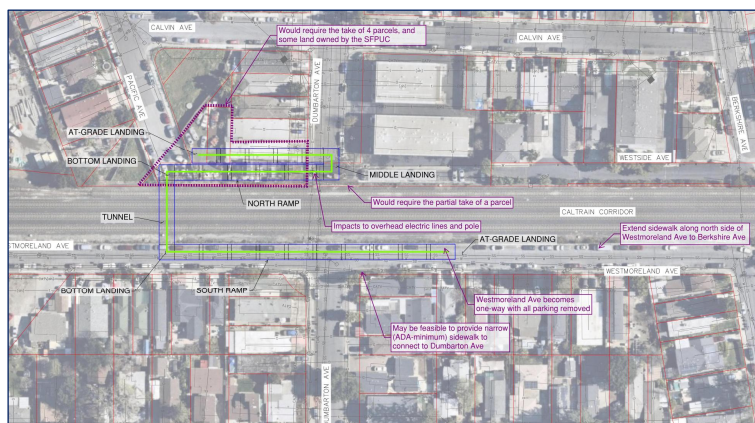 CALVIN AVE
Would require the take of 4 parcels, and
some land owned by the SFPUC
CALVIN AVE
PACIFIC AVE
DUMBARTON AVE
BERKSHIRE AVE
AT-GRADE LANDING
BOTTOM LANDING
WESTSIDE AVE
MIDDLE LANDING
NORTH RAMP
Would require the partial take of a parcel
TUNNEL
Impacts to overhead electric lines and pole
CALTRAIN CORRIDOR
STMORELAND AVE
AT-GRADE LANDING
Extend sidewalk along north side of
Westmoreland Ave to Berkshire Ave
WESTMORELAND AVE
BOTTOM LANDING
SOUTH RAMP
Westmoreland Ave becomes
one-way with all parking removed
May be feasible to provide narrow
(ADA-minimum) sidewalk to
connect to Dumbarton Ave
DUMBARTON AVE